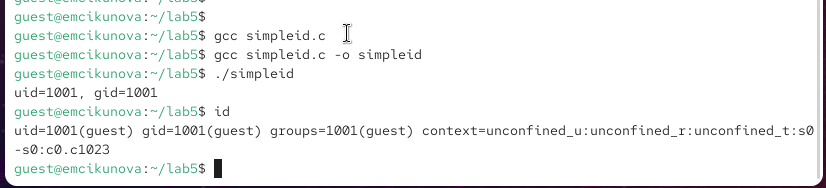 guest@emcikunova:~/lab5$
guest@emcikunova:~/lab5$ gcc simpleid.c
guest@emcikunova:~/lab5$ gcc simpleid.c -o simpleid
guest@emcikunova:~/lab5$ ./simpleid
uid=1001, gid=1001
guest@emcikunova:~/lab5$ id
uid=1001(guest) gid=1001(guest) groups=1001(guest) context=unconfined_u:unconfined_r:unconfined_t:s0
-s0:c0.c1023
guest@emcikunova:~/lab5$